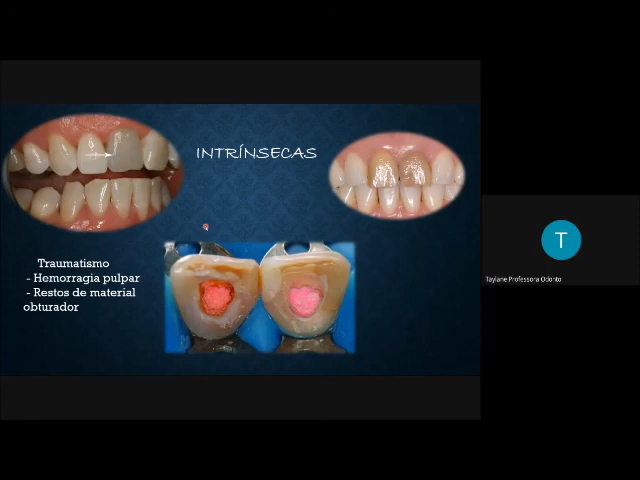 INTRÍNSECAS
Traumatismo
- Hemorragia pulpar
- Restos de material
obturador
T
Taylane Professora Odonto